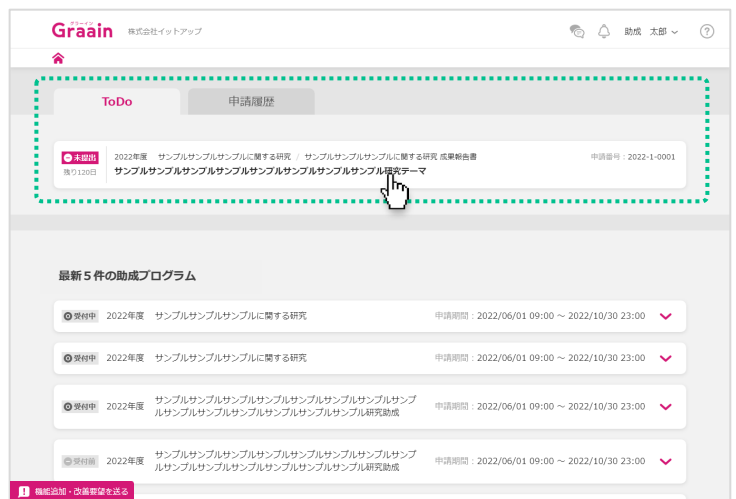 グラーイン
Graain 株式会社イットアップ 助成 太郎
ToDo 申請履歴
未提出 2022年度 サンプルサンプルサンプルに関する研究 / サンプルサンプルサンプルに関する研究 成果報告書 申請番号：2022-1-0001
残り120日 サンプルサンプルサンプルサンプルサンプルサンプルサンプルサンプル研究テーマ
最新５件の助成プログラム
受付中 2022年度 サンプルサンプルサンプルに関する研究 申請期間：2022/06/01 09:00 ～ 2022/10/30 23:00
受付中 2022年度 サンプルサンプルサンプルに関する研究 申請期間：2022/06/01 09:00 ～ 2022/10/30 23:00
サンプルサンプルサンプルサンプルサンプルサンプルサンプルサンプ
受付中 2022年度 申請期間：2022/06/01 09:00 ～ 2022/10/30 23:00
ルサンプルサンプルサンプルサンプルサンプルサンプル研究助成
サンプルサンプルサンプルサンプルサンプルサンプルサンプルサンプ
受付前 2022年度 申請期間：2022/06/01 09:00 ～ 2022/10/30 23:00
ルサンプルサンプルサンプルサンプルサンプルサンプル研究助成
機能追加・改善要望を送る